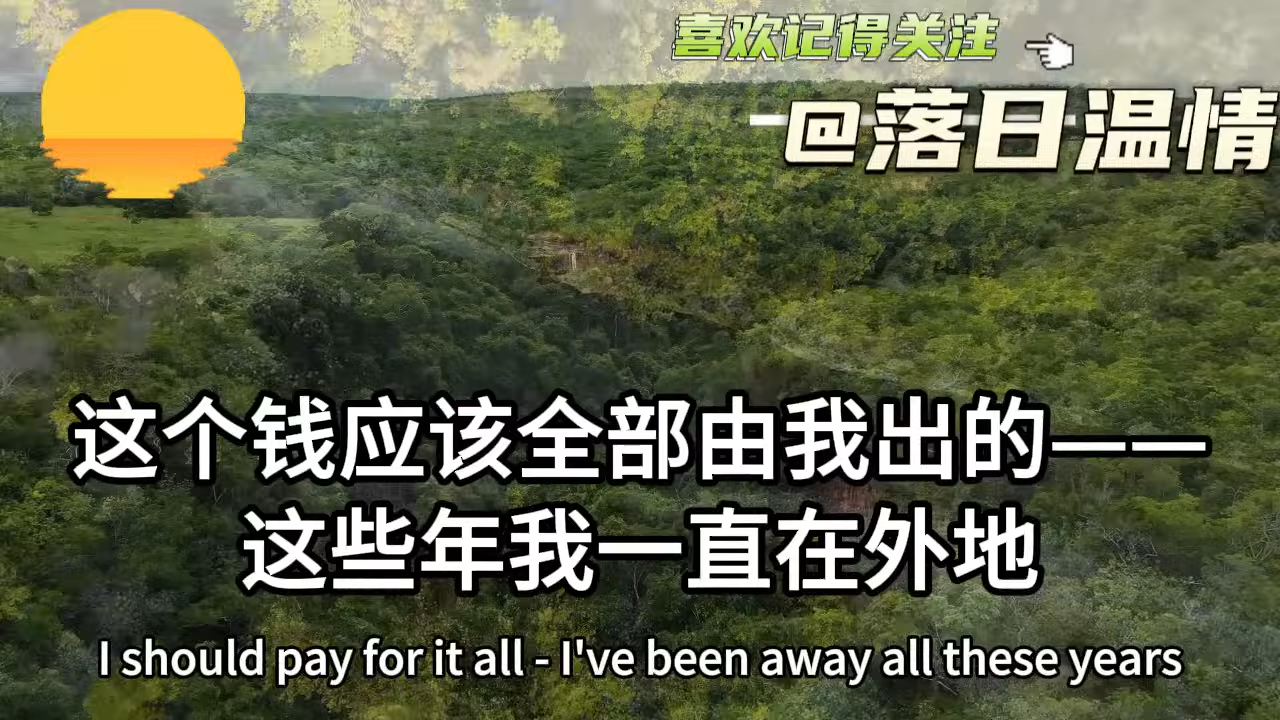 喜欢记得关注
@落日温情
这个钱应该全部由我出的——
这些年我一直在外地
I should pay for it all - I've been away all these years